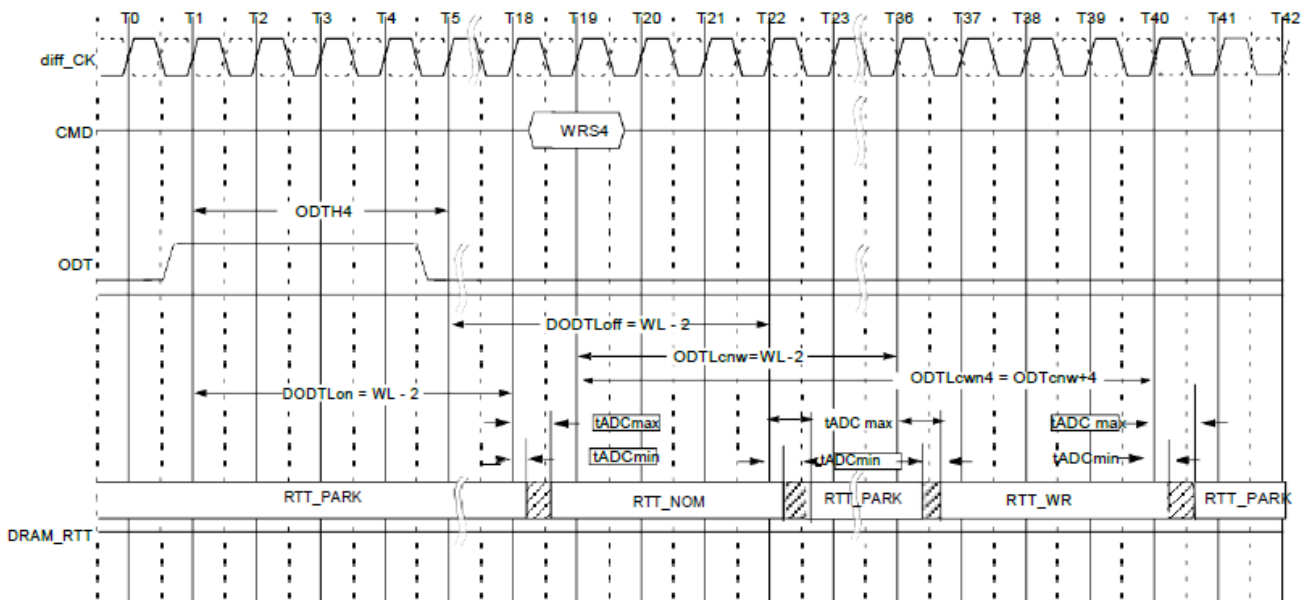 T0 T1 T2 T3 T4 T5 T18 T19 T20 T21 T22 T23 T36 T37 T38 T39 T40 T41 T42
diff_CK
CMD WRS4
ODTH4
ODT
DODTLoff = WL - 2
ODTLcnw=WL-2
ODTLcwn4 = ODTcnw+4
DODTLon = WL - 2
tADCmax tADC max tADC max
tADCmin tADCmin tADCmin
RTT_PARK RTT_NOM RTT_PARK RTT_WR RTT_PARK
DRAM_RTT